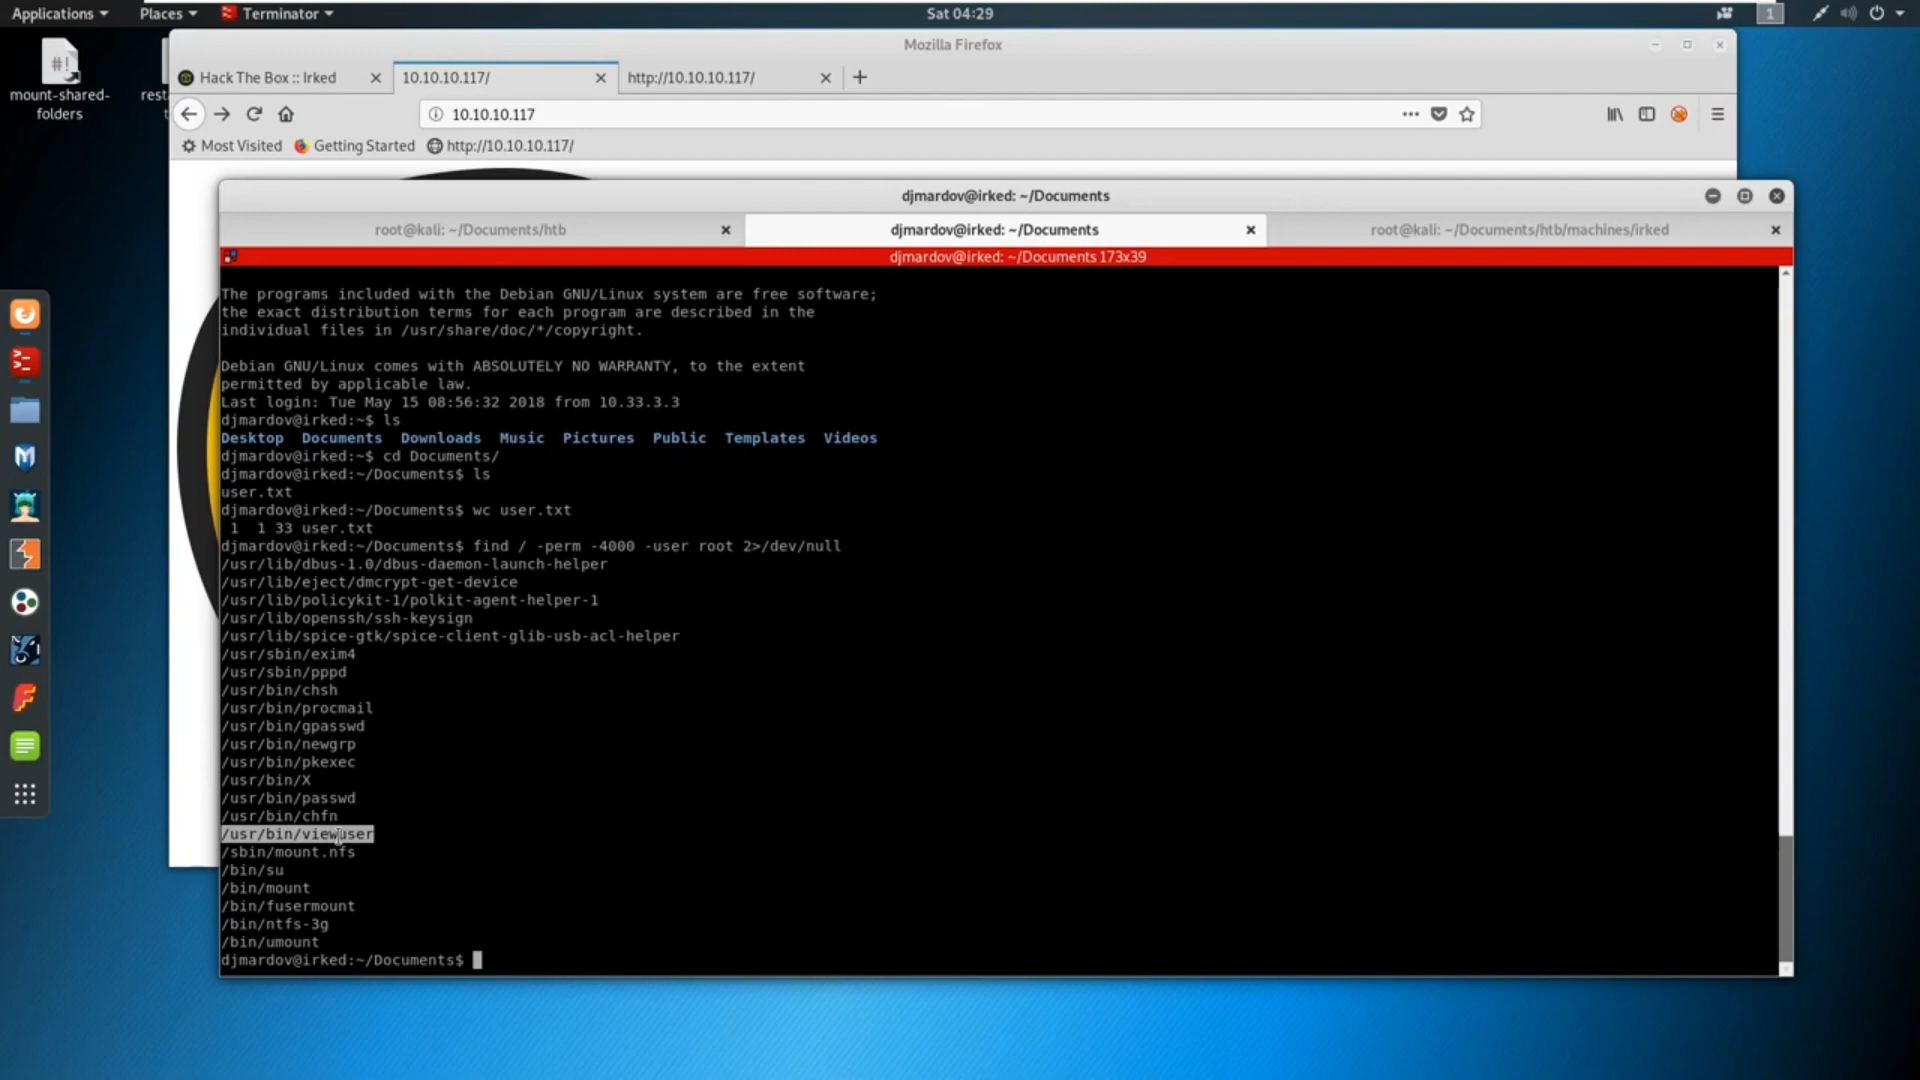 Applications Places Terminator Sat 04:29 1
mount-shared-
folders
rest
t
Mozilla Firefox
Hack The Box :: Irked 10.10.10.117/ http://10.10.10.117/
10.10.10.117
Most Visited Getting Started http://10.10.10.117/
djmardov@irked: ~/Documents
root@kali: ~/Documents/htb djmardov@irked: ~/Documents root@kali: ~/Documents/htb/machines/irked
djmardov@irked: ~/Documents 173x39
The programs included with the Debian GNU/Linux system are free software;
the exact distribution terms for each program are described in the
individual files in /usr/share/doc/*/copyright.
Debian GNU/Linux comes with ABSOLUTELY NO WARRANTY, to the extent
permitted by applicable law.
Last login: Tue May 15 08:56:32 2018 from 10.33.3.3
djmardov@irked:~$ ls
Desktop Documents Downloads Music Pictures Public Templates Videos
djmardov@irked:~$ cd Documents/
djmardov@irked:~/Documents$ ls
user.txt
djmardov@irked:~/Documents$ wc user.txt
1 1 33 user.txt
djmardov@irked:~/Documents$ find / -perm -4000 -user root 2>/dev/null
/usr/lib/dbus-1.0/dbus-daemon-launch-helper
/usr/lib/eject/dmcrypt-get-device
/usr/lib/policykit-1/polkit-agent-helper-1
/usr/lib/openssh/ssh-keysign
/usr/lib/spice-gtk/spice-client-glib-usb-acl-helper
/usr/sbin/exim4
/usr/sbin/pppd
/usr/bin/chsh
/usr/bin/procmail
/usr/bin/gpasswd
/usr/bin/newgrp
/usr/bin/pkexec
/usr/bin/X
/usr/bin/passwd
/usr/bin/chfn
/usr/bin/viewuser
/sbin/mount.nfs
/bin/su
/bin/mount
/bin/fusermount
/bin/ntfs-3g
/bin/umount
djmardov@irked:~/Documents$